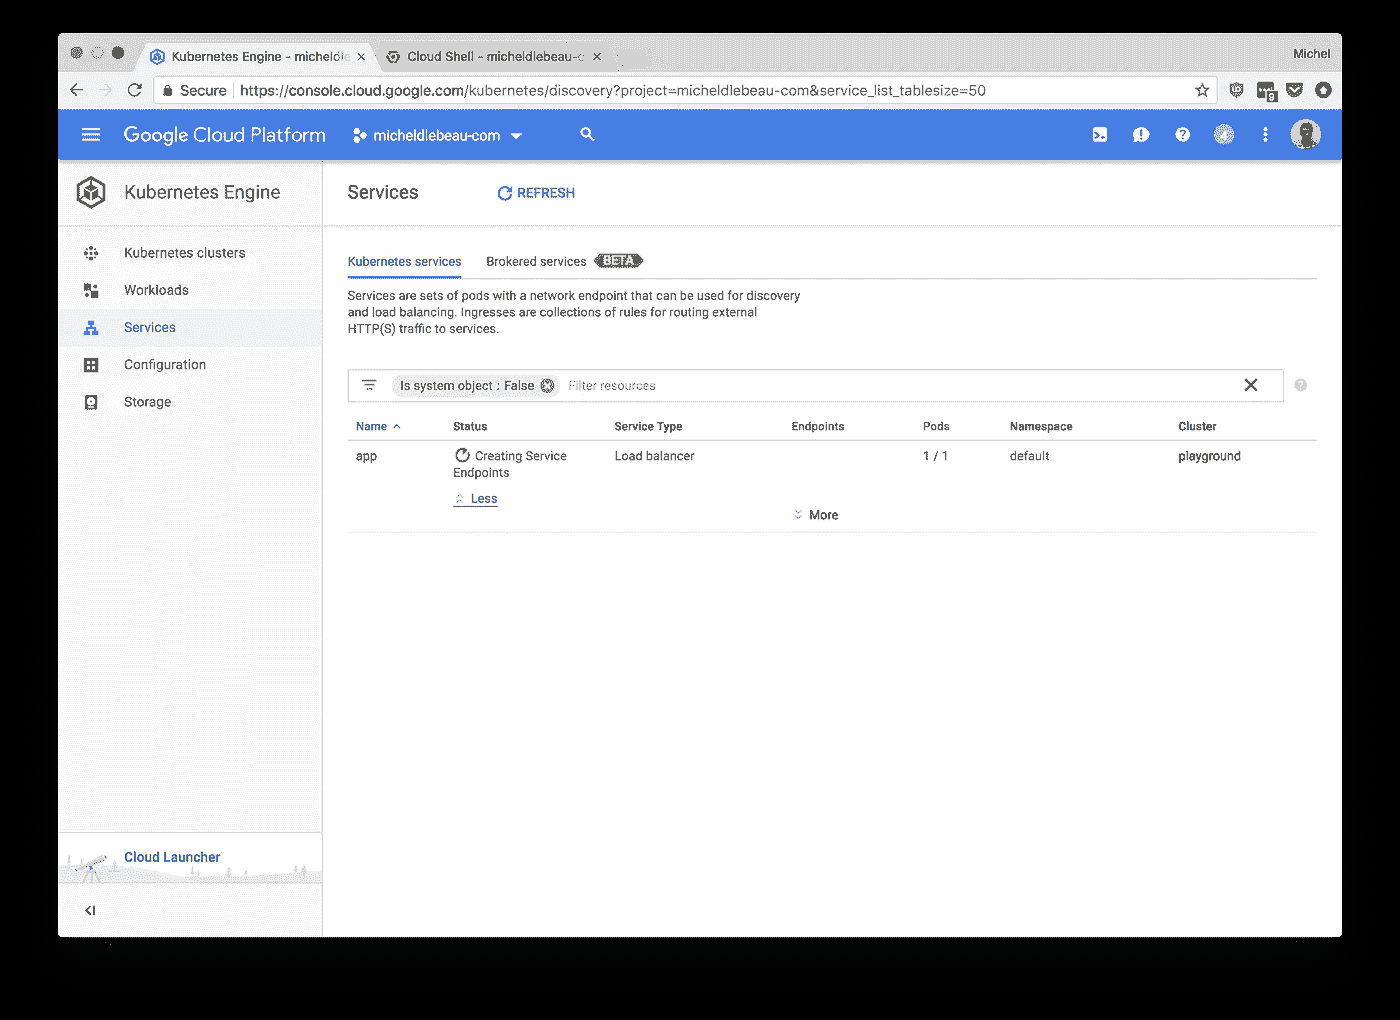 Kubernetes Engine - micheldle
Cloud Shell - micheldlebeau-c
Michel
Secure
https://console.cloud.google.com/kubernetes/discovery?project=micheldlebeau-com&service_list_tablesize=50
9
Google Cloud Platform
micheldlebeau-com
Kubernetes Engine
Services
REFRESH
Kubernetes clusters
Workloads
Services
Configuration
Storage
Kubernetes services
Brokered services
BETA
Services are sets of pods with a network endpoint that can be used for discovery
and load balancing. Ingresses are collections of rules for routing external
HTTP(S) traffic to services.
Is system object : False
Filter resources
Name Status Service Type Endpoints Pods Namespace Cluster
app Creating Service Load balancer 1 / 1 default playground
Endpoints
Less
More
Cloud Launcher